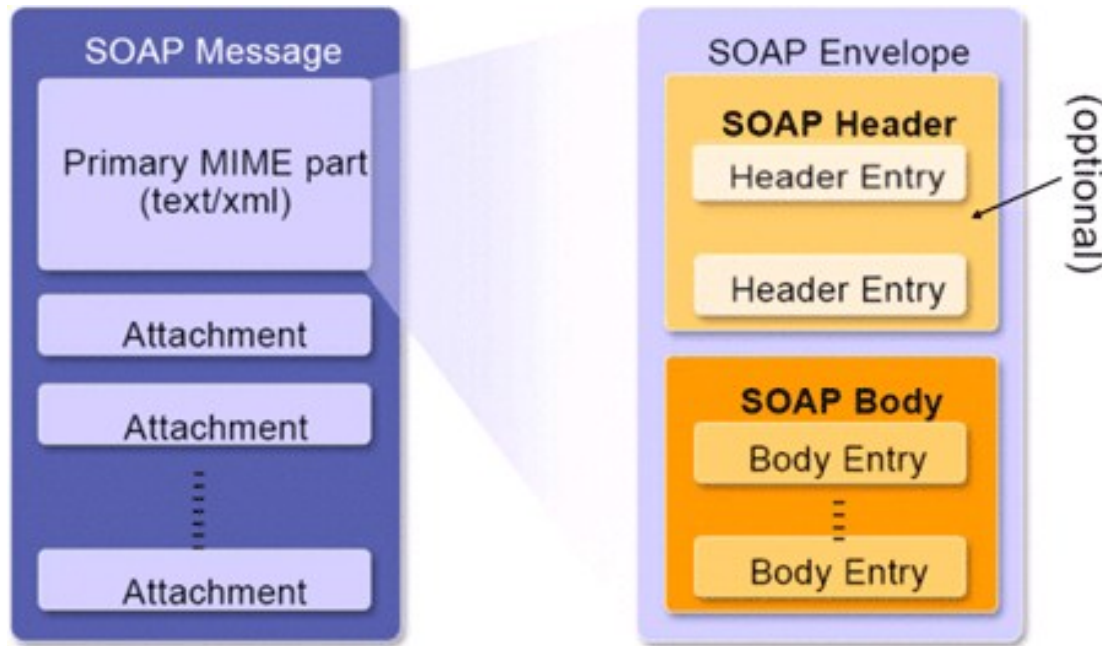 SOAP Message
Primary MIME part
(text/xml)
Attachment
Attachment
Attachment
SOAP Envelope
SOAP Header
Header Entry
Header Entry
(optional)
SOAP Body
Body Entry
Body Entry